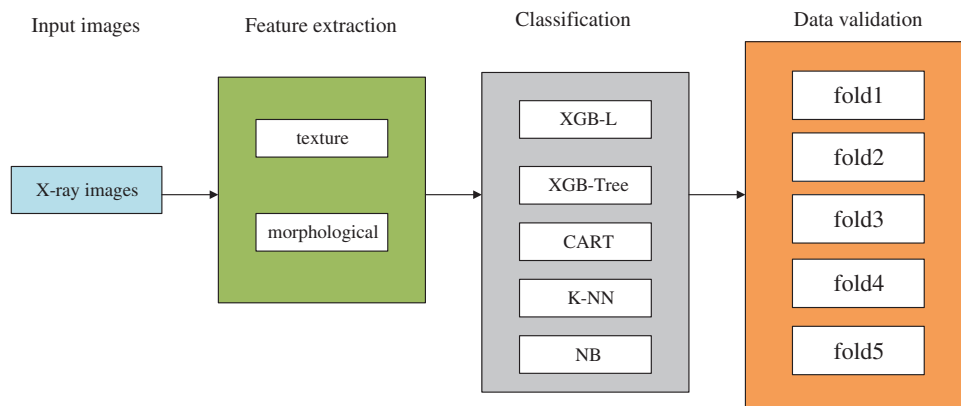 Input images
Feature extraction
Classification
Data validation
X-ray images
texture
morphological
XGB-L
XGB-Tree
CART
K-NN
NB
fold1
fold2
fold3
fold4
fold5